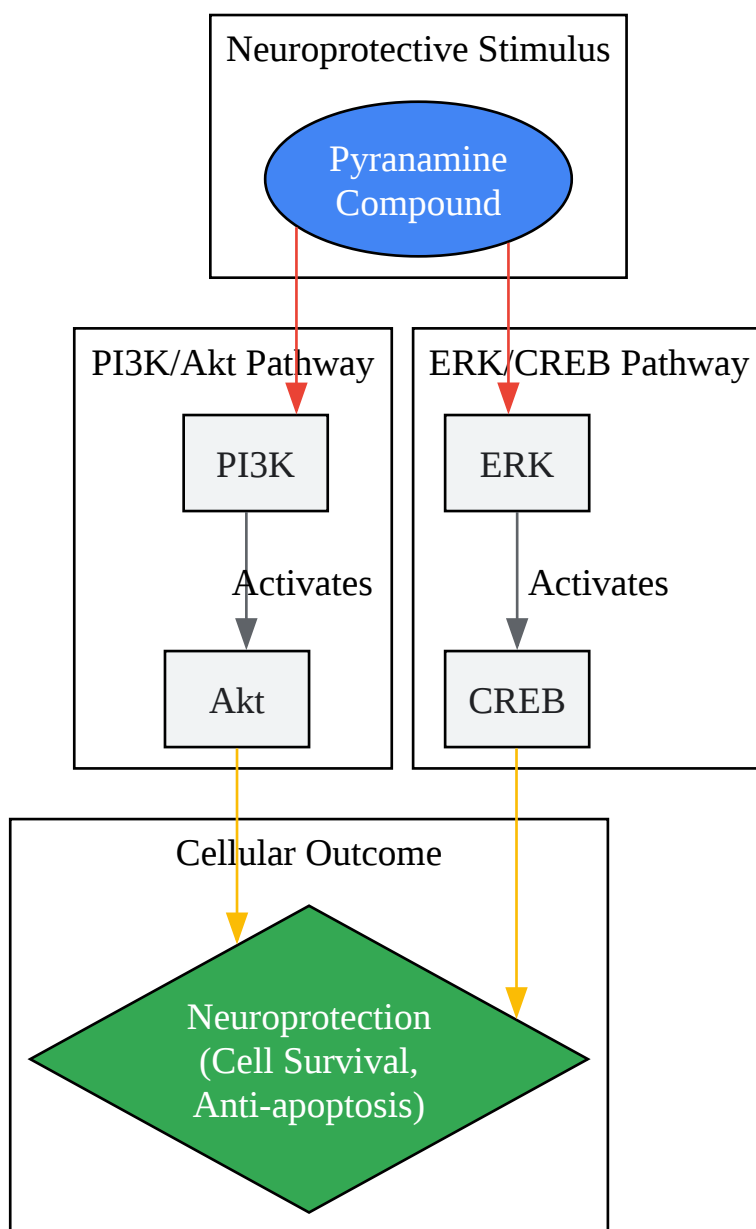 Neuroprotective Stimulus
Pyranamine
Compound
PI3K/Akt Pathway
ERK/CREB Pathway
PI3K
ERK
Activates
Activates
Akt
CREB
Cellular Outcome
Neuroprotection
(Cell Survival,
Anti-apoptosis)